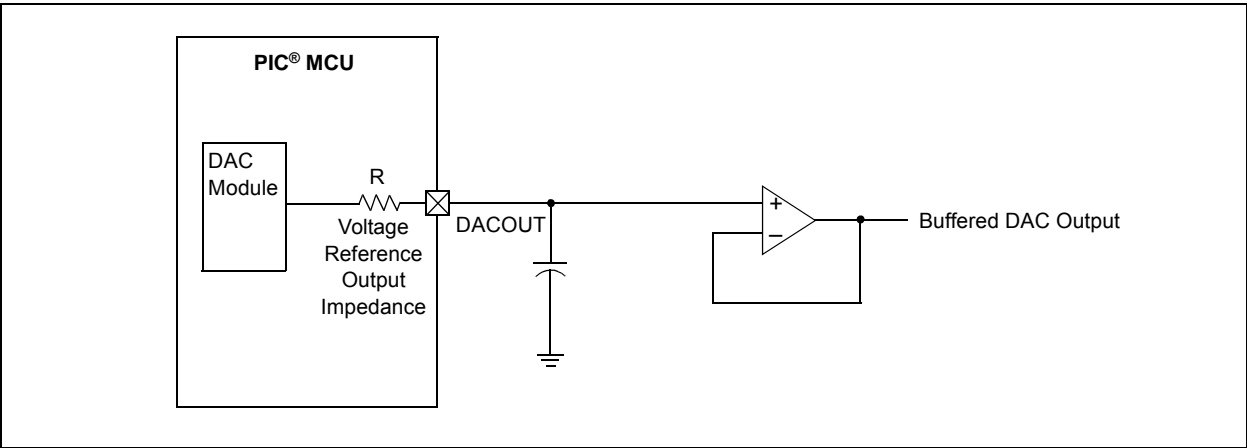 PIC® MCU
DAC
Module
R
Voltage
Reference
Output
Impedance
DACOUT
+
–
Buffered DAC Output